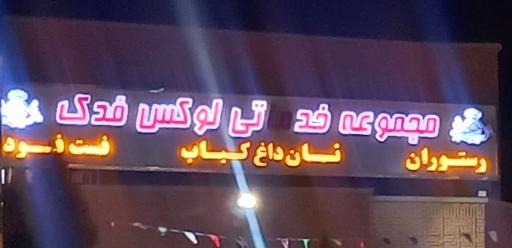 مجموعه خدماتی لوکس فدک
رستوران نان داغ کباب فست فود